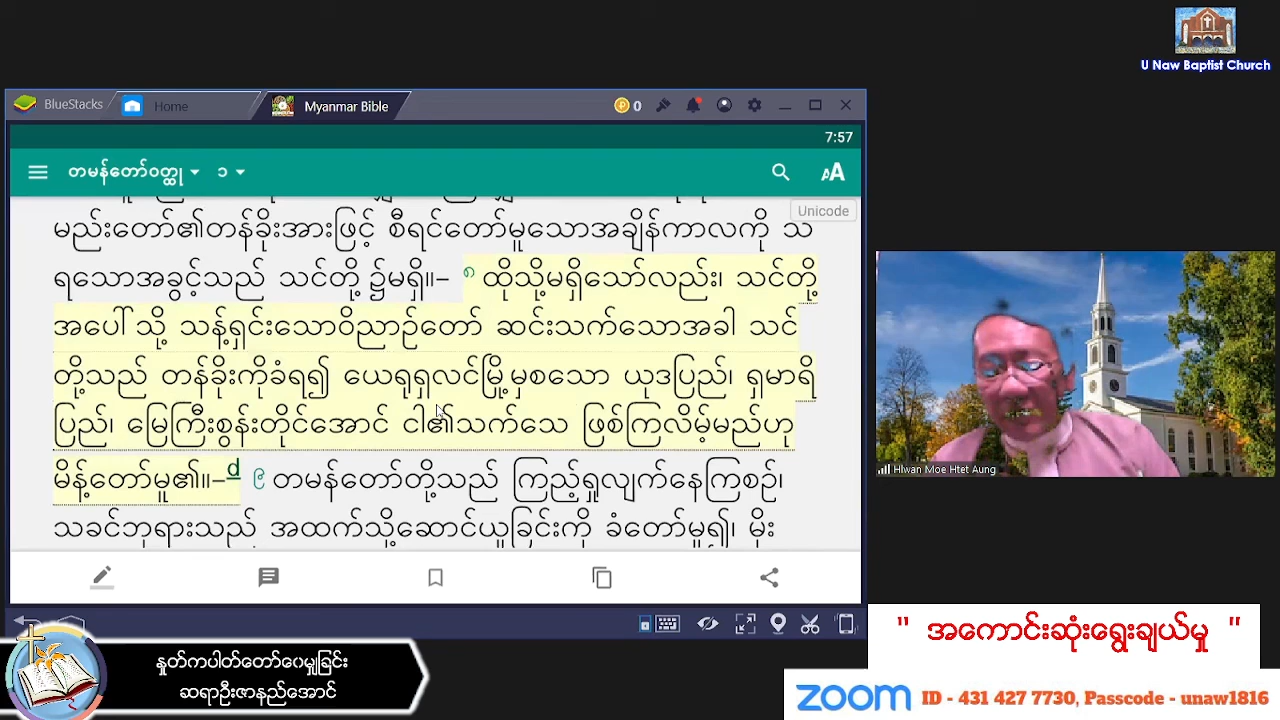 U Naw Baptist Church
BlueStacks
Home
Myanmar Bible
0
7:57
တမန်တော်ဝတ္ထု
၁
AA
Unicode
မည်းတော်၏တန်ခိုးအားဖြင့် စီရင်တော်မူသောအချိန်ကာလကို သိ
ရသောအခွင့်သည် သင်တို့ ၌မရှိ။– ၈ ထိုသို့မရှိသော်လည်း၊ သင်တို့
အပေါ် သို့ သန့်ရှင်းသောဝိညာဉ်တော် ဆင်းသက်သောအခါ သင်
တို့သည် တန်ခိုးကိုခံရ၍ ယေရုရှလင်မြို့မှစသော ယုဒပြည်၊ ရှမာရိ
ပြည်၊ မြေကြီးစွန်းတိုင်အောင် ငါ၏သက်သေ ဖြစ်ကြလိမ့်မည်ဟု
မိန့်တော်မူ၏။–d ၉ တမန်တော်တို့သည် ကြည့်ရှုလျက်နေကြစဉ်၊
သခင်ဘုရားသည် အထက်သို့ဆောင်ယူခြင်းကို ခံတော်မူ၍၊ မိုး
Hlwan Moe Htet Aung
" အကောင်းဆုံးရွေးချယ်မှု "
နှုတ်ကပါတ်တော်ဝေမျှခြင်း
ဆရာဦးဇာနည်အောင်
zoom ID - 431 427 7730, Passcode - unaw1816